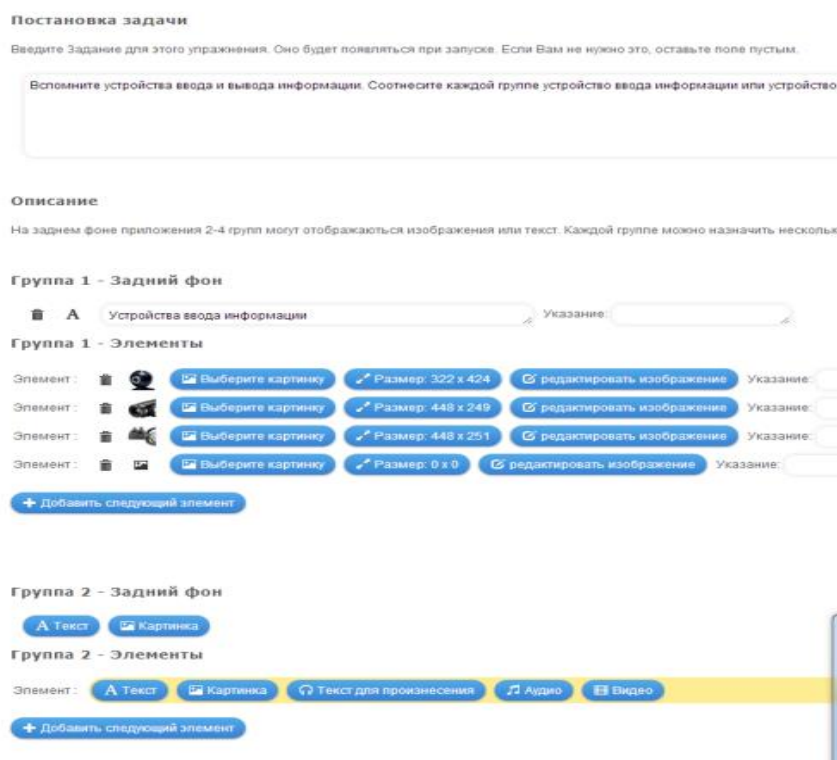 Постановка задачи
Введите Задание для этого упражнения. Оно будет появляться при запуске. Если Вам не нужно это, оставьте поле пустым.
Вспомните устройства ввода и вывода информации. Соотнесите каждой группе устройство ввода информации или устройство
Описание
На заднем фоне приложения 2-4 групп могут отображаються изображения или текст. Каждой группе можно назначить нескольк
Группа 1 - Задний фон
A Устройства ввода информации Указание:
Группа 1 - Элементы
Элемент : Выберите картинку Размер: 322 x 424 редактировать изображение Указание:
Элемент : Выберите картинку Размер: 448 x 249 редактировать изображение Указание:
Элемент : Выберите картинку Размер: 448 x 251 редактировать изображение Указание:
Элемент : Выберите картинку Размер: 0 x 0 редактировать изображение Указание:
+ Добавить следующий элемент
Группа 2 - Задний фон
A Текст Картинка
Группа 2 - Элементы
Элемент : A Текст Картинка Текст для произнесения Аудио Видео
+ Добавить следующий элемент